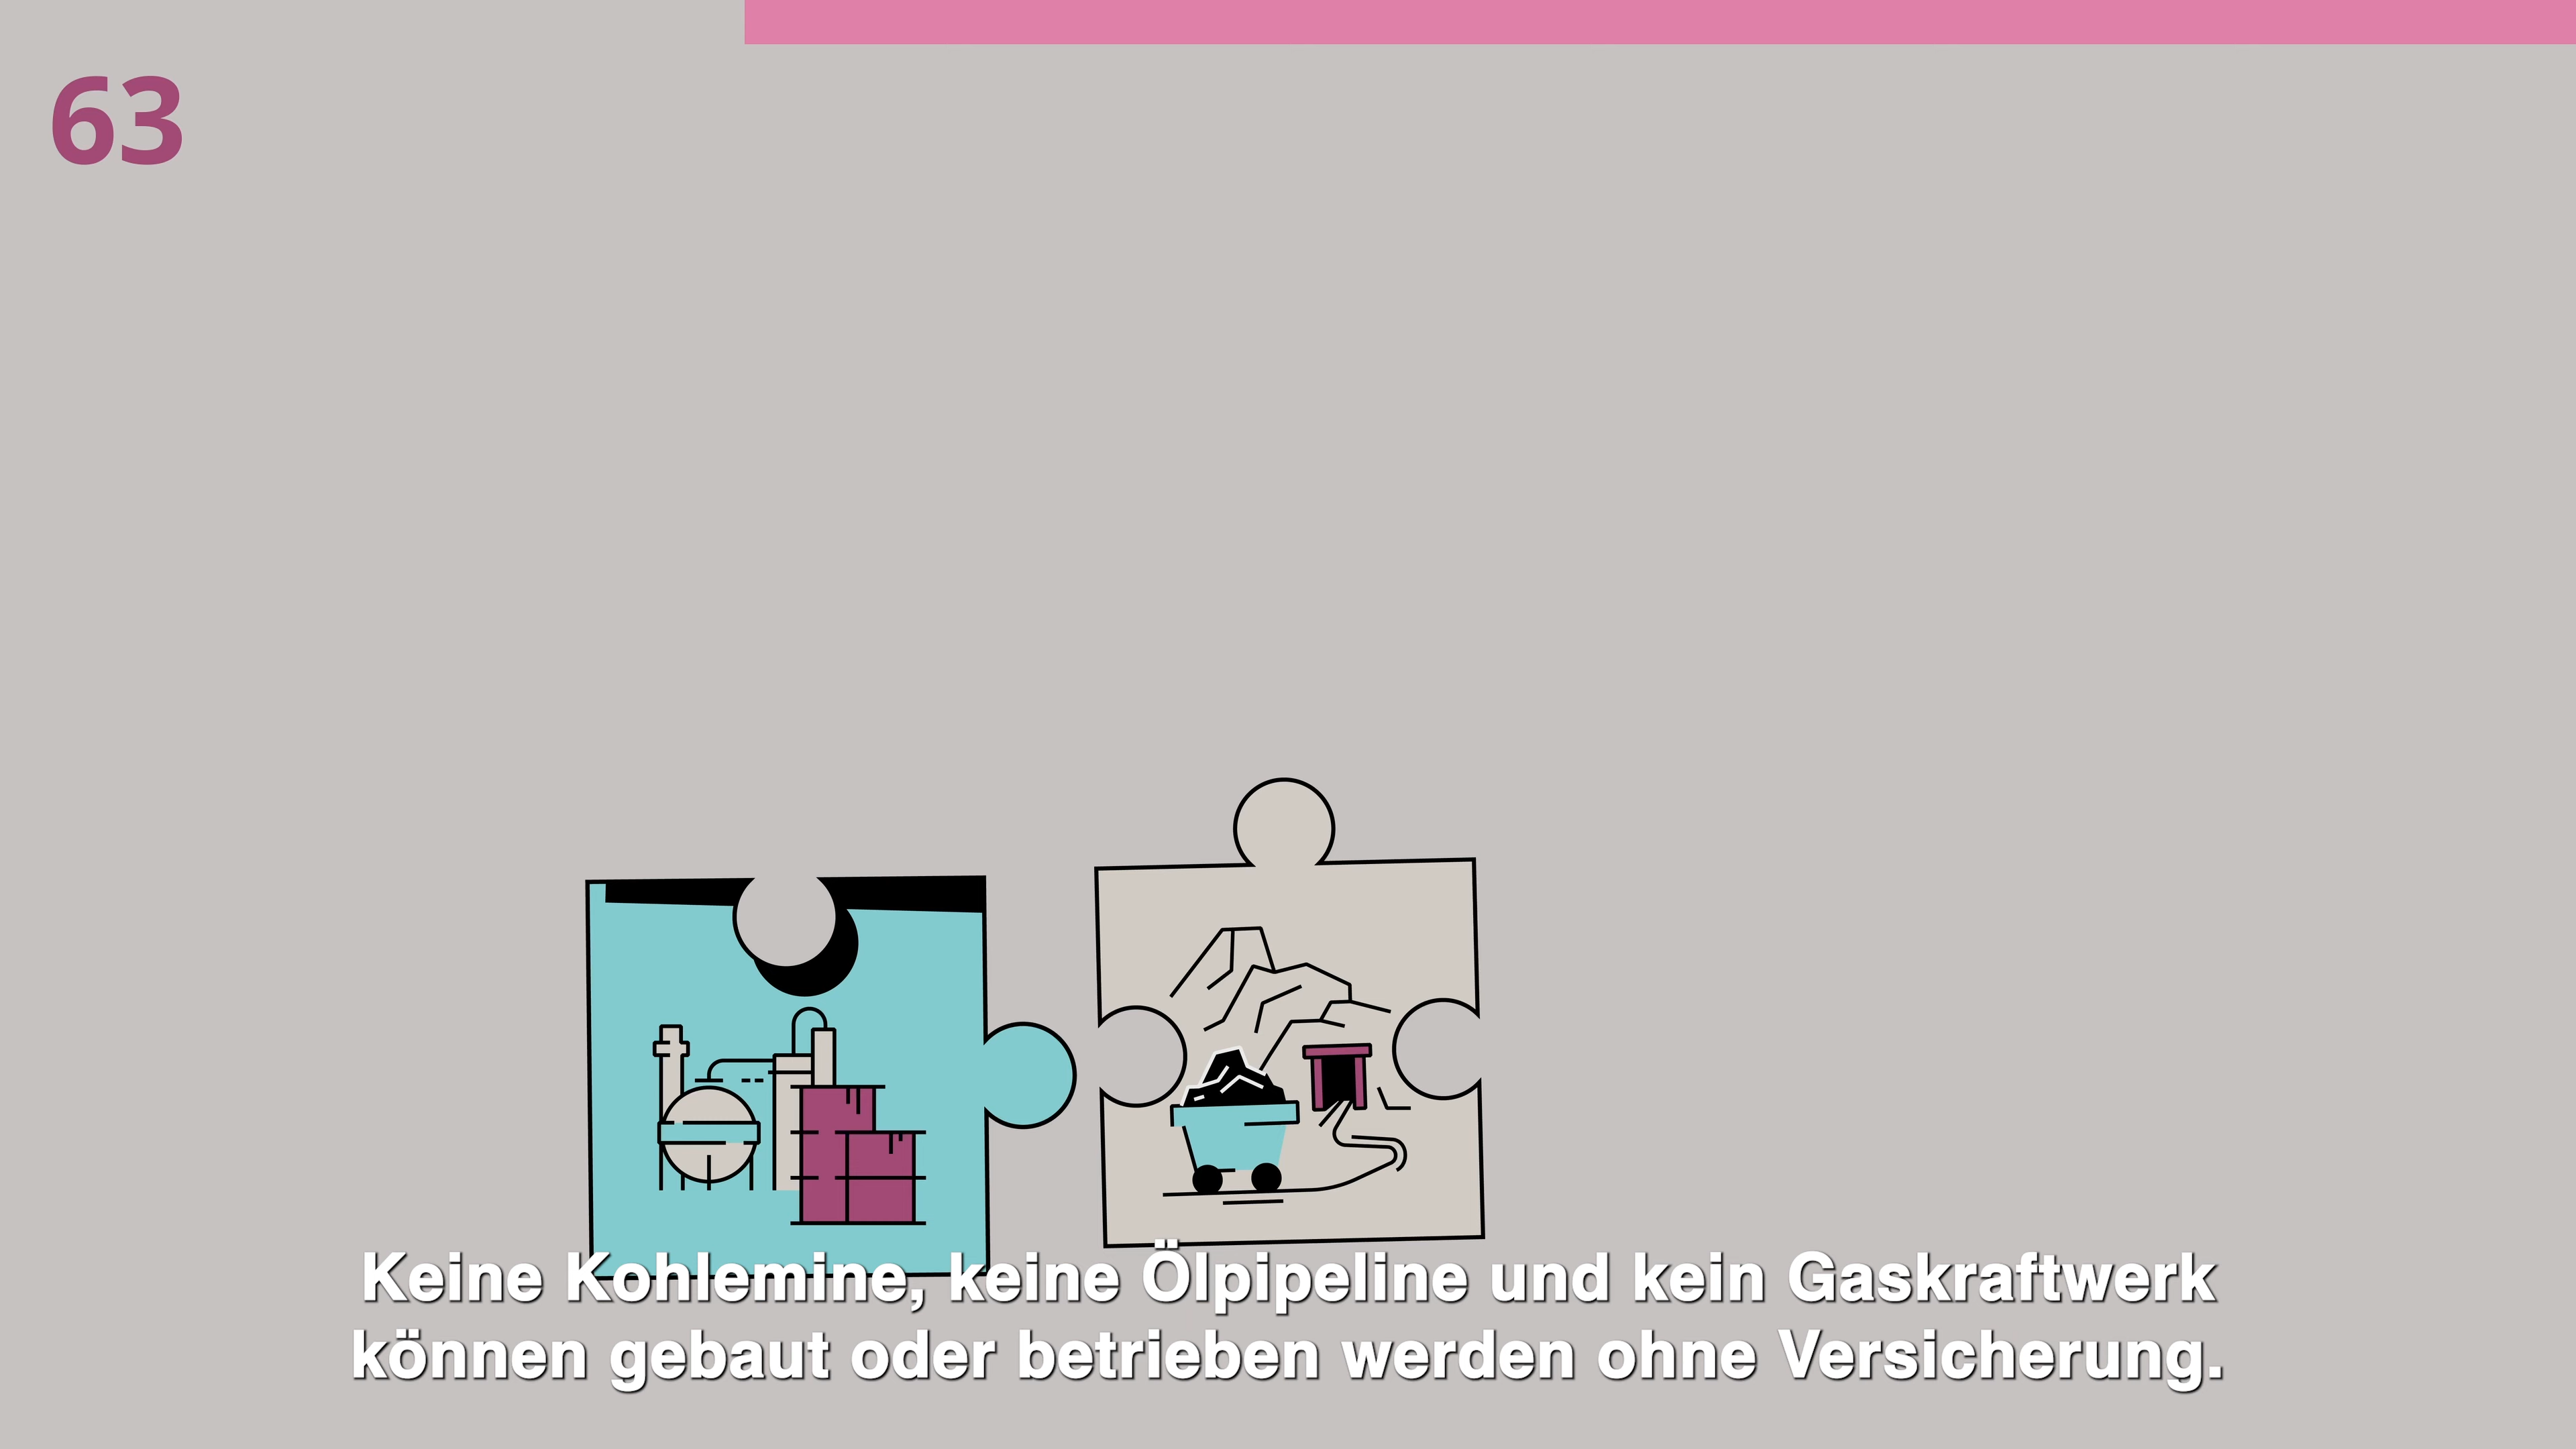 63
Keine Kohlemine, keine Ölpipeline und kein Gaskraftwerk
können gebaut oder betrieben werden ohne Versicherung.